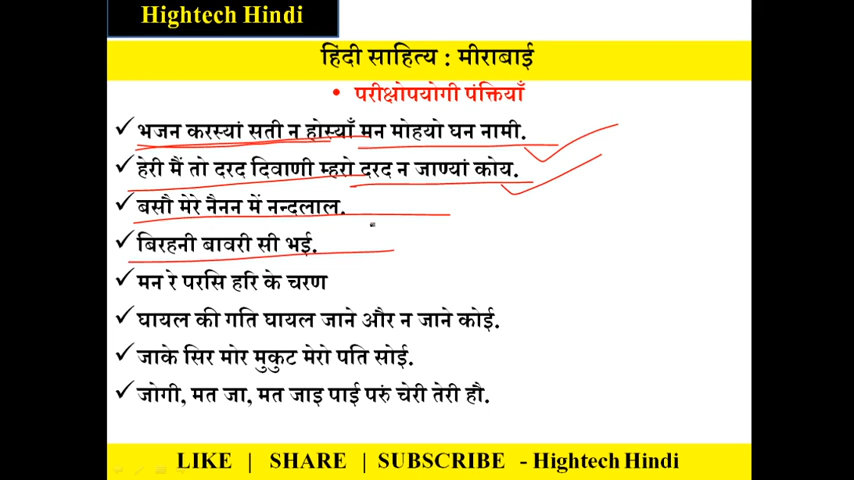 Hightech Hindi
हिंदी साहित्य : मीराबाई
• परीक्षोपयोगी पंक्तियाँ
✓ भजन करस्यां सती न होस्याँ मन मोहयो घन नामी.
✓ हेरी मैं तो दरद दिवाणी म्हरो दरद न जाण्यां कोय.
✓ बसौ मेरे नैनन में नन्दलाल.
✓ बिरहनी बावरी सी भई.
✓ मन रे परसि हरि के चरण
✓ घायल की गति घायल जाने और न जाने कोई.
✓ जाके सिर मोर मुकुट मेरो पति सोई.
✓ जोगी, मत जा, मत जाइ पाई परुं चेरी तेरी हौ.
LIKE | SHARE | SUBSCRIBE - Hightech Hindi